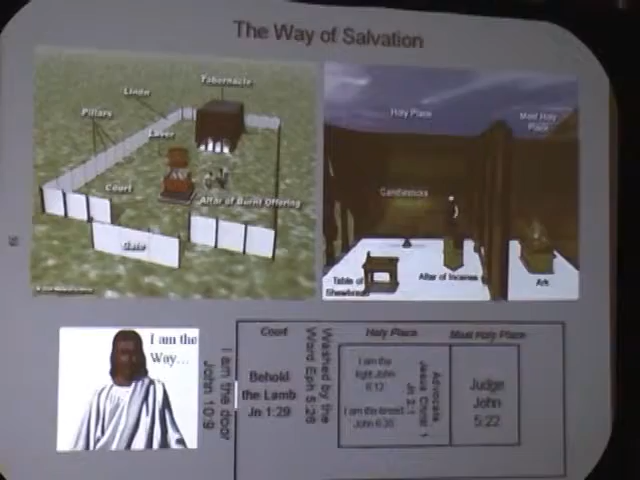 The Way of Salvation
Tabernacle
Linen
Pillars
Laver
Court
Altar of Burnt Offering
Gate
Holy Place
Most Holy
Place
Candlesticks
Table of
Shewbread
Altar of Incense
Ark
I am the
Way...
I am the door
John 10:9
Court
Behold
the Lamb
Jn 1:29
Washed by the
Word Eph 5:26
Holy Place
I am the
light John
8:12
I am the bread
John 6:35
Advocate
Jesus Christ 1
Jn 2:1
Most Holy Place
Judge
John
5:22